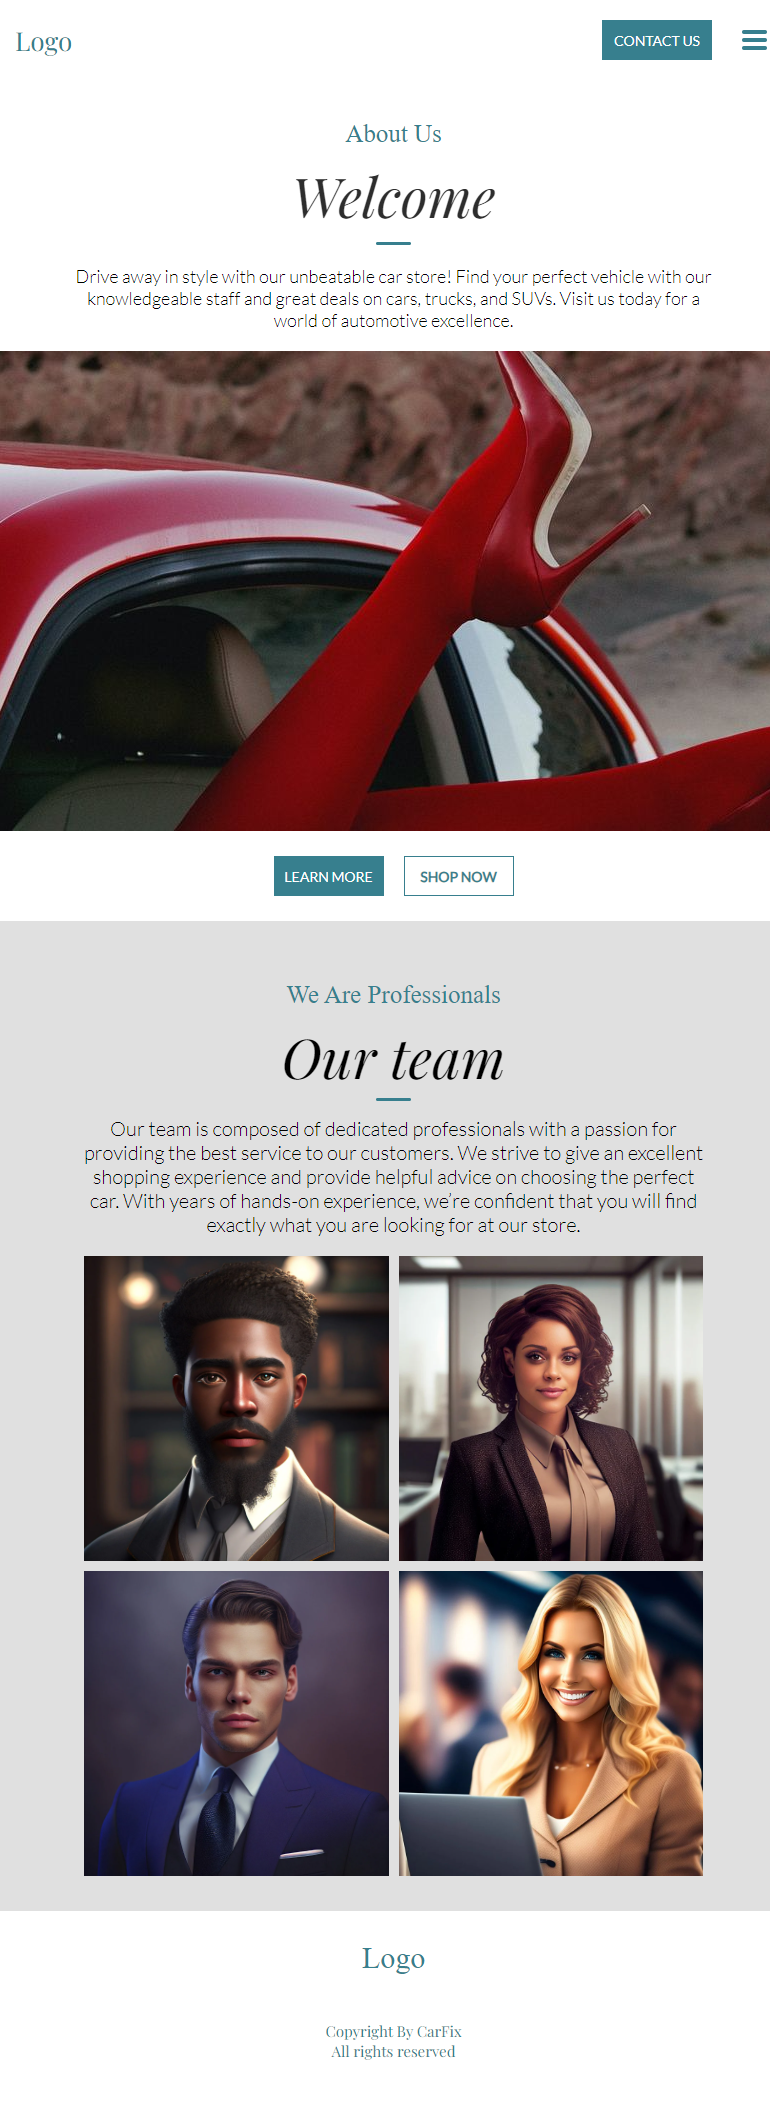 Logo
CONTACT US
About Us
Welcome
Drive away in style with our unbeatable car store! Find your perfect vehicle with our
knowledgeable staff and great deals on cars, trucks, and SUVs. Visit us today for a
world of automotive excellence.
LEARN MORE
SHOP NOW
We Are Professionals
Our team
Our team is composed of dedicated professionals with a passion for
providing the best service to our customers. We strive to give an excellent
shopping experience and provide helpful advice on choosing the perfect
car. With years of hands-on experience, we’re confident that you will find
exactly what you are looking for at our store.
Logo
Copyright By CarFix
All rights reserved